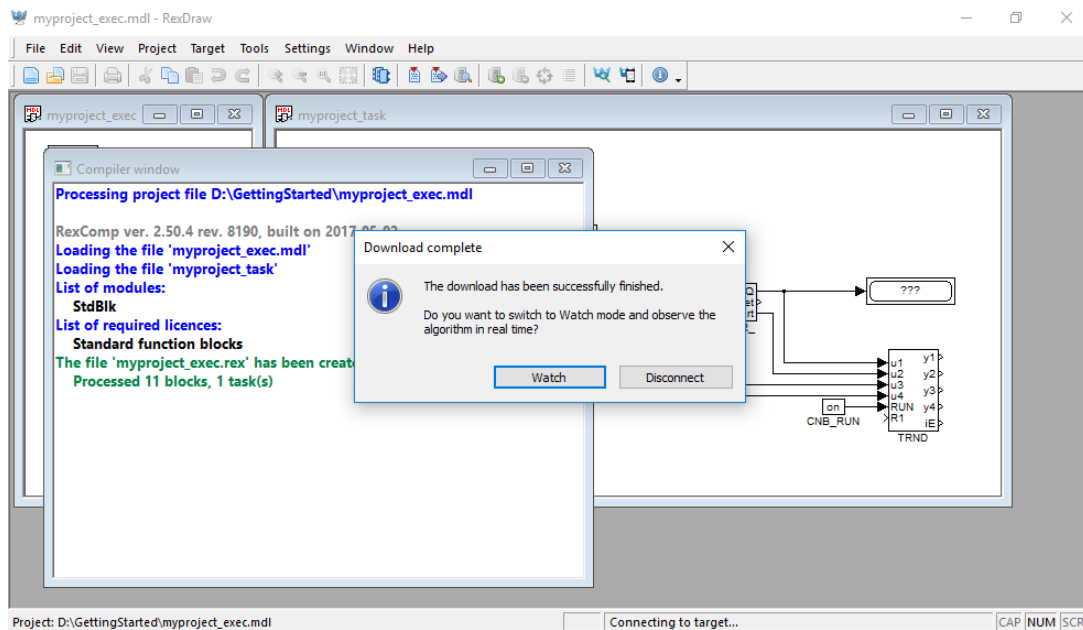 myproject_exec.mdl - RexDraw
File Edit View Project Target Tools Settings Window Help
myproject_exec
myproject_task
Compiler window
Processing project file D:\GettingStarted\myproject_exec.mdl
RexComp ver. 2.50.4 rev. 8190, built on
Loading the file 'myproject_exec.mdl'
Loading the file 'myproject_task'
List of modules:
StdBlk
List of required licences:
Standard function blocks
The file 'myproject_exec.rex' has been
Processed 11 blocks, 1 task(s)
Download complete
The download has been successfully finished.
Do you want to switch to Watch mode and observe the
algorithm in real time?
Watch Disconnect
???
u1 y1
u2 y2
u3 y3
u4
RUN y4
R1 iE
TRND
on
CNB_RUN
Project: D:\GettingStarted\myproject_exec.mdl
Connecting to target...
CAP NUM SCR